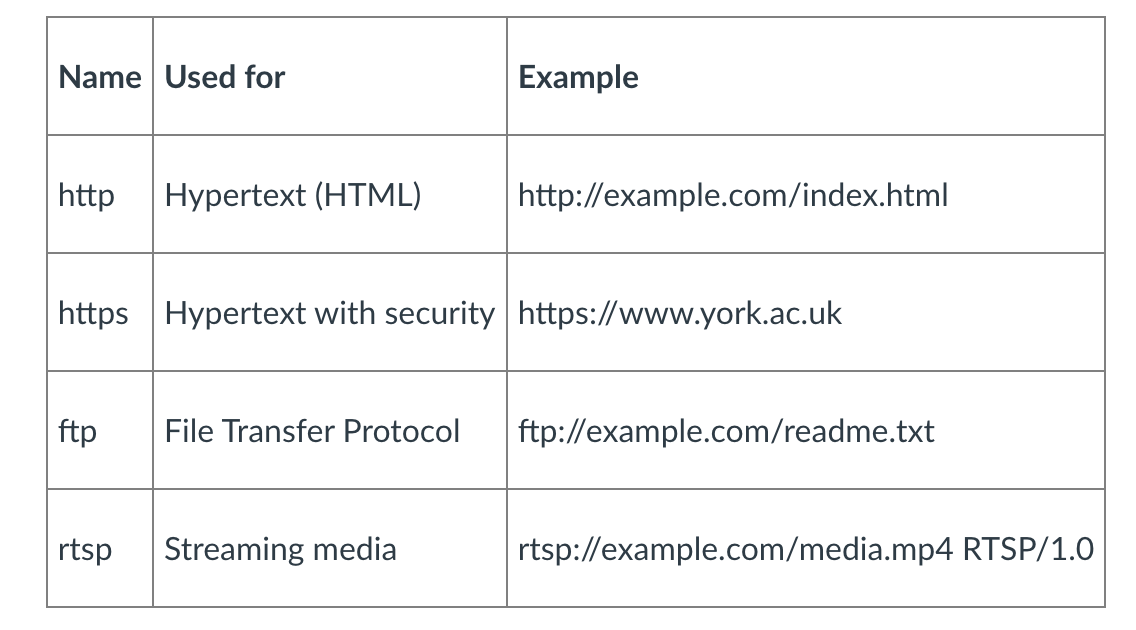 Name Used for Example
http Hypertext (HTML) http://example.com/index.html
https Hypertext with security https://www.york.ac.uk
ftp File Transfer Protocol ftp://example.com/readme.txt
rtsp Streaming media rtsp://example.com/media.mp4 RTSP/1.0